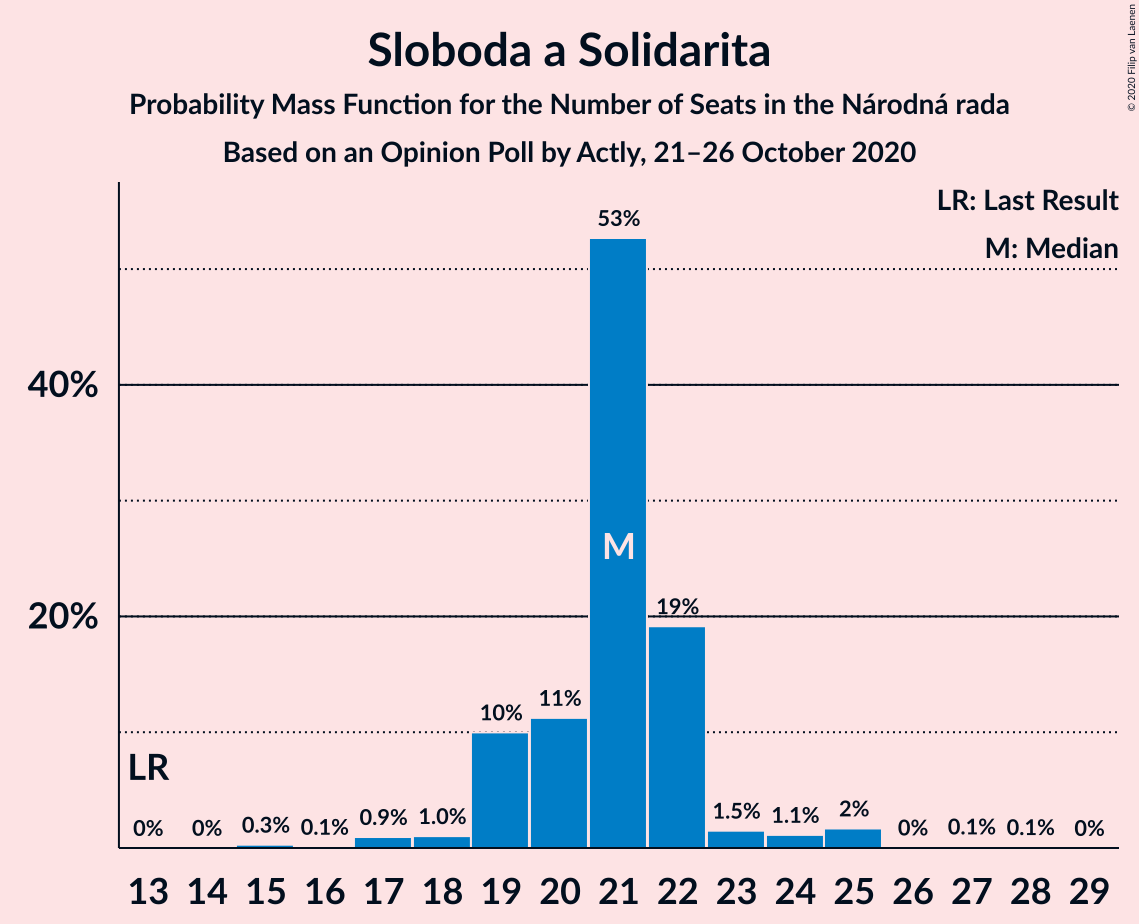 Sloboda a Solidarita
Probability Mass Function for the Number of Seats in the Národná rada
Based on an Opinion Poll by Actly, 21–26 October 2020
© 2020 Filip van Laenen
LR: Last Result
M: Median
53%
40%
M
20%
19%
11%
10%
LR
0% 0% 0.3% 0.1% 0.9% 1.0% 1.5% 1.1% 2% 0% 0.1% 0.1% 0%
13 14 15 16 17 18 19 20 21 22 23 24 25 26 27 28 29